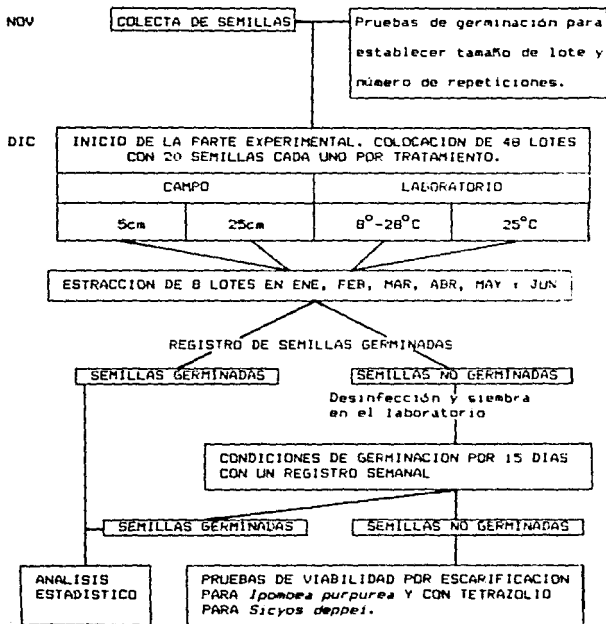 NOV
COLECTA DE SEMILLAS
Pruebas de germinación para
establecer tamaño de lote y
número de repeticiones.
DIC
INICIO DE LA PARTE EXPERIMENTAL. COLOCACION DE 48 LOTES
CON 20 SEMILLAS CADA UNO POR TRATAMIENTO.
CAMPO LABORATORIO
5cm 25cm 8°-28°C 25°C
ESTRACCION DE 8 LOTES EN ENE, FEB, MAR, ABR, MAY Y JUN
REGISTRO DE SEMILLAS GERMINADAS
SEMILLAS GERMINADAS SEMILLAS NO GERMINADAS
Desinfección y siembra
en el laboratorio
CONDICIONES DE GERMINACION POR 15 DIAS
CON UN REGISTRO SEMANAL
SEMILLAS GERMINADAS SEMILLAS NO GERMINADAS
ANALISIS
ESTADISTICO
PRUEBAS DE VIABILIDAD POR ESCARIFICACION
PARA Ipomoea purpurea Y CON TETRAZOLIO
PARA Sicyos deppei.